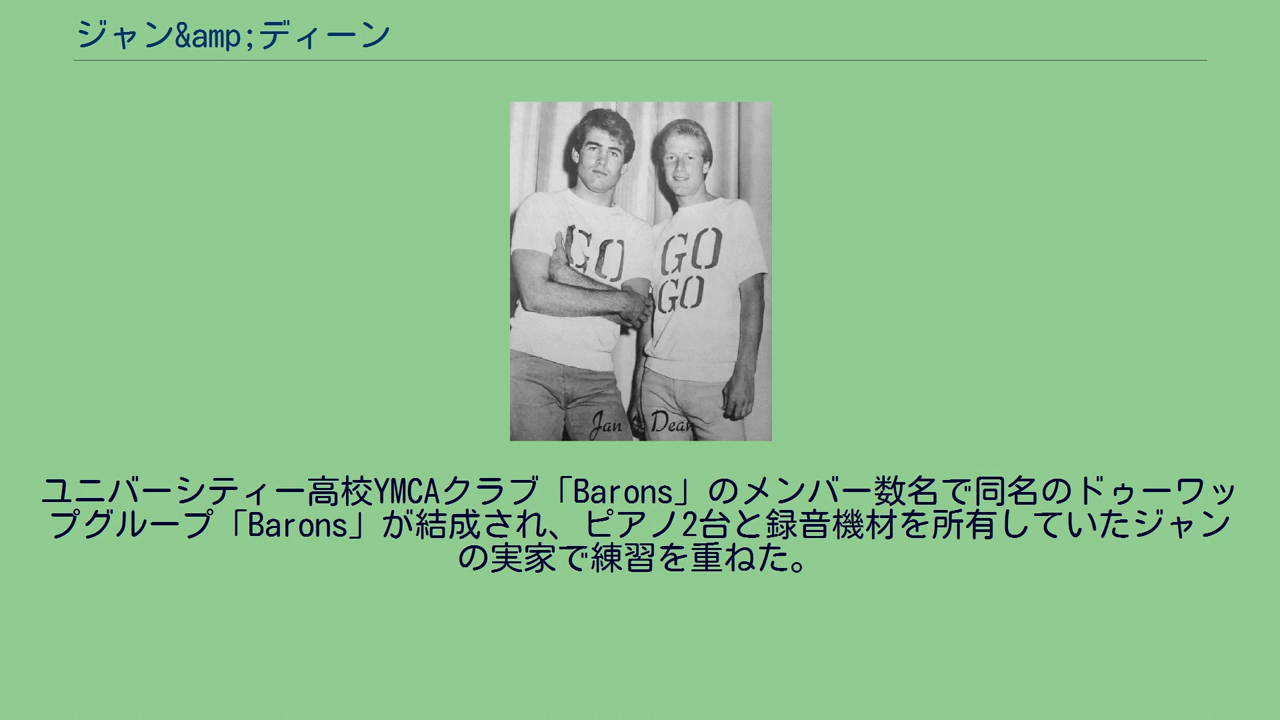 ジャン&amp;ディーン
GO
GO
GO
Jan & Dean
ユニバーシティー高校YMCAクラブ「Barons」のメンバー数名で同名のドゥーワッ
プグループ「Barons」が結成され、ピアノ2台と録音機材を所有していたジャン
の実家で練習を重ねた。